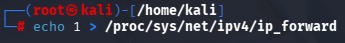 ┌──(root㉿kali)-[/home/kali]
└─# echo 1 > /proc/sys/net/ipv4/ip_forward